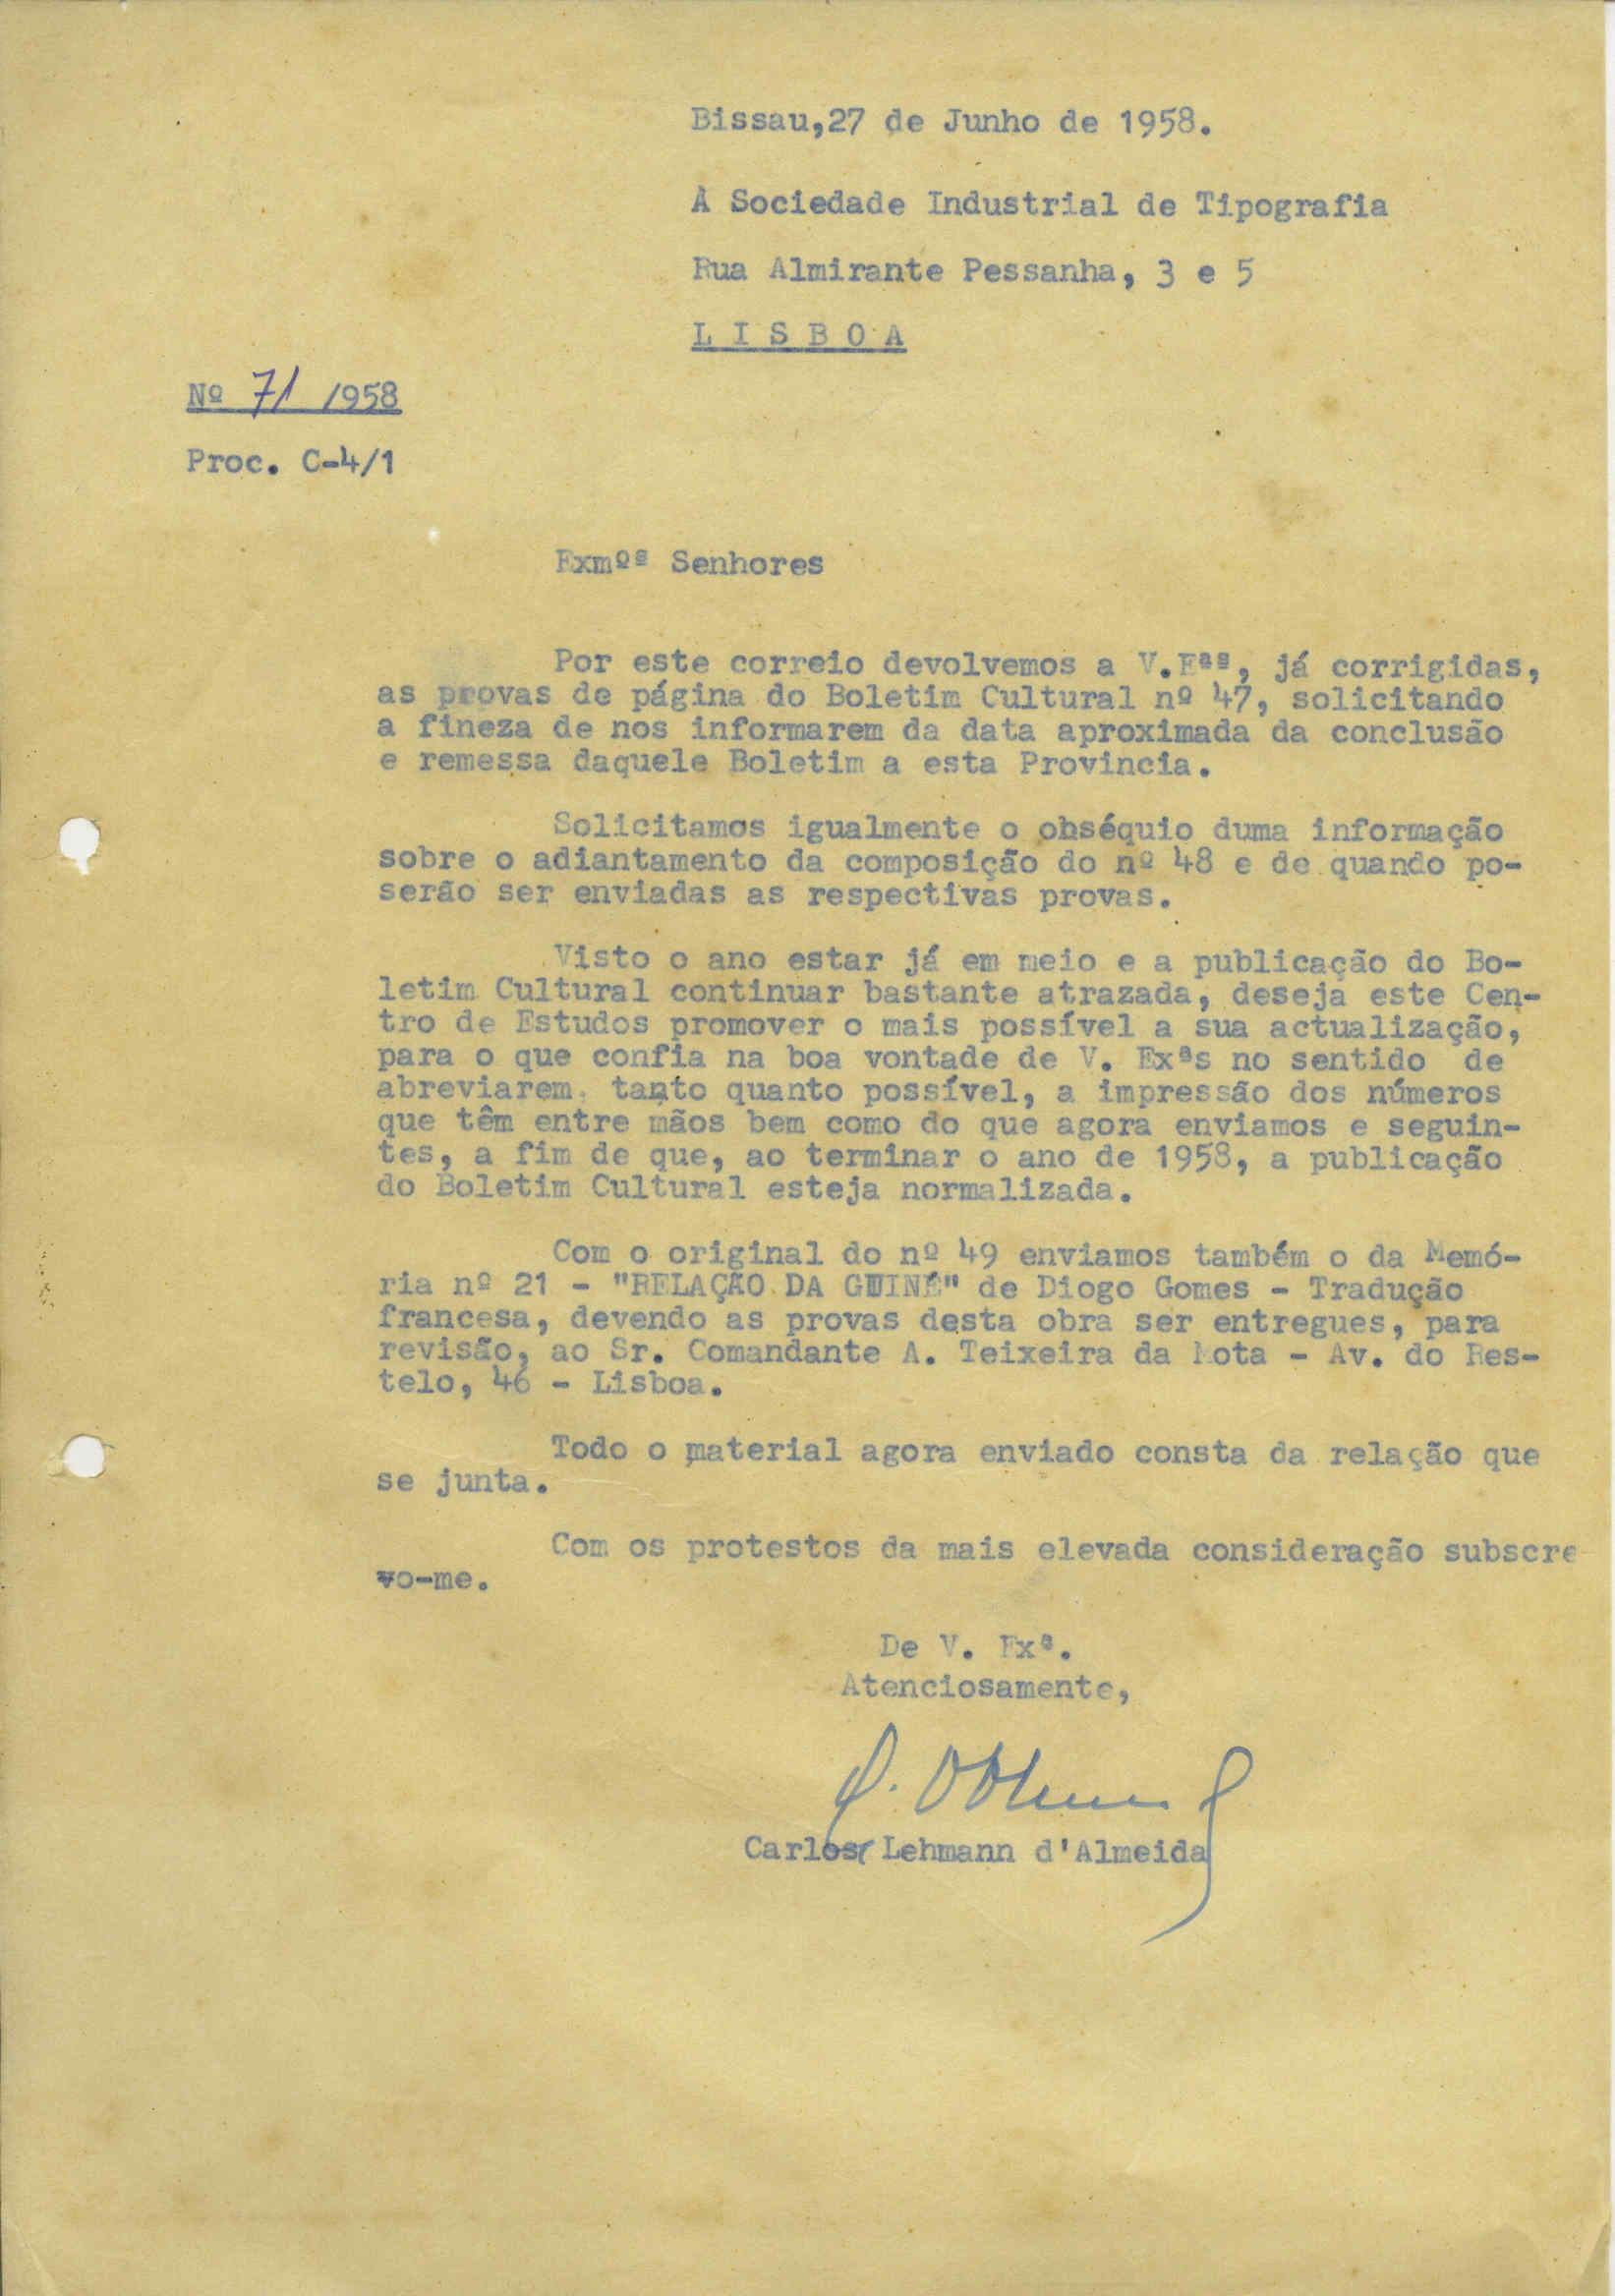 Bissau,27 de Junho de 1958.
À Sociedade Industrial de Tipografia
Rua Almirante Pessanha, 3 e 5
L I S B O A
Nº 71 /1958
Proc. C-4/1
Exmºs Senhores
Por este correio devolvemos a V.Eªs, já corrigidas,
as provas de página do Boletim Cultural nº 47, solicitando
a fineza de nos informarem da data aproximada da conclusão
e remessa daquele Boletim a esta Provincia.
Solicitamos igualmente o obséquio duma informação
sobre o adiantamento da composição do nº 48 e de quando po-
serão ser enviadas as respectivas provas.
Visto o ano estar já em meio e a publicação do Bo-
letim Cultural continuar bastante atrazada, deseja este Cen-
tro de Estudos promover o mais possível a sua actualização,
para o que confia na boa vontade de V. Exªs no sentido de
abreviarem, tanto quanto possível, a impressão dos números
que têm entre mãos bem como do que agora enviamos e seguin-
tes, a fim de que, ao terminar o ano de 1958, a publicação
do Boletim Cultural esteja normalizada.
Com o original do nº 49 enviamos também o da Memó-
ria nº 21 - "RELAÇÃO DA GUINÉ" de Diogo Gomes - Tradução
francesa, devendo as provas desta obra ser entregues, para
revisão, ao Sr. Comandante A. Teixeira da Mota - Av. do Res-
telo, 46 - Lisboa.
Todo o material agora enviado consta da relação que
se junta.
Com os protestos da mais elevada consideração subscre-
vo-me.
De V. Exª.
Atenciosamente,
Carlos Lehmann d'Almeida